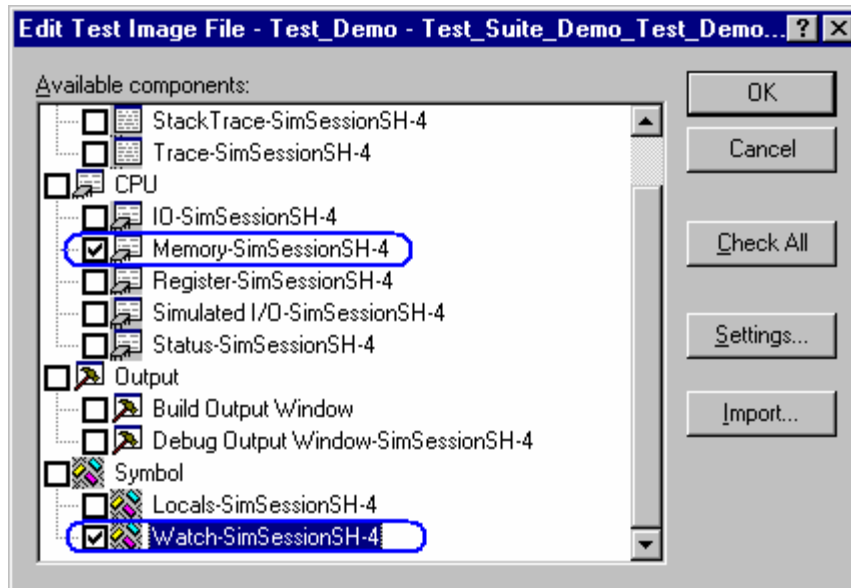 Edit Test Image File - Test_Demo - Test_Suite_Demo_Test_Demo...
Available components:
StackTrace-SimSessionSH-4
Trace-SimSessionSH-4
CPU
IO-SimSessionSH-4
Memory-SimSessionSH-4
Register-SimSessionSH-4
Simulated I/O-SimSessionSH-4
Status-SimSessionSH-4
Output
Build Output Window
Debug Output Window-SimSessionSH-4
Symbol
Locals-SimSessionSH-4
Watch-SimSessionSH-4
OK
Cancel
Check All
Settings...
Import...